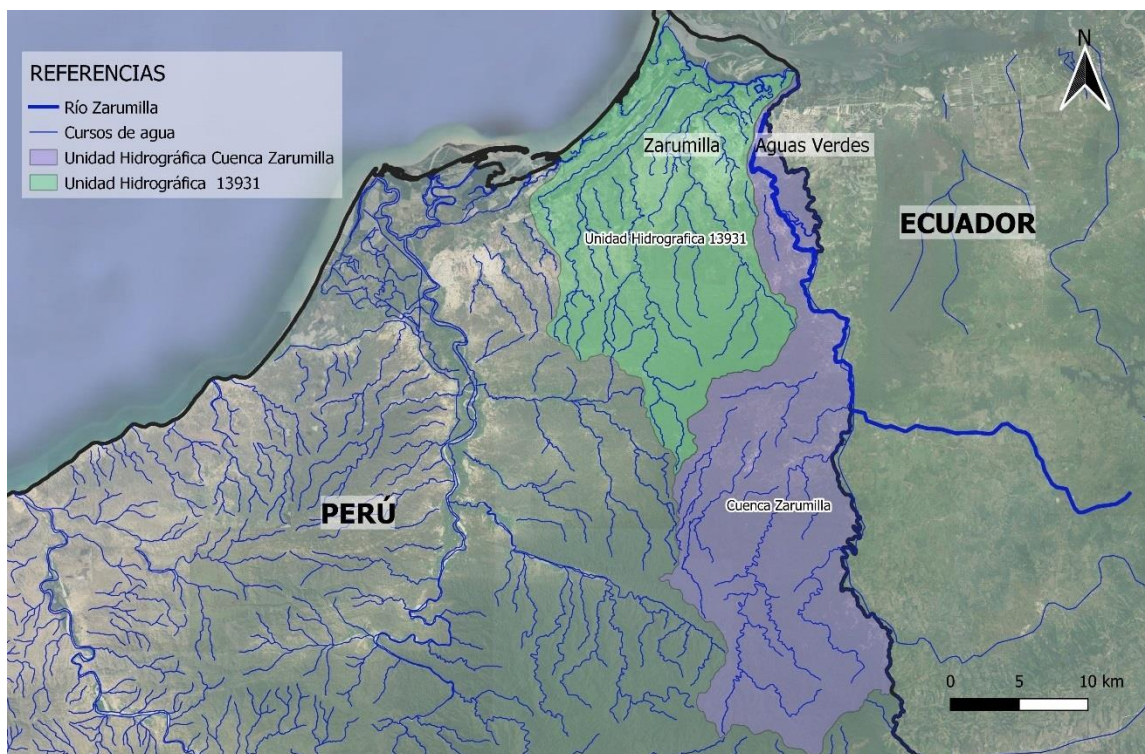 REFERENCIAS
Río Zarumilla
Cursos de agua
Unidad Hidrográfica Cuenca Zarumilla
Unidad Hidrográfica 13931
N
Zarumilla
Aguas Verdes
ECUADOR
Unidad Hidrografica 13931
PERÚ
Cuenca Zarumilla
0 5 10 km